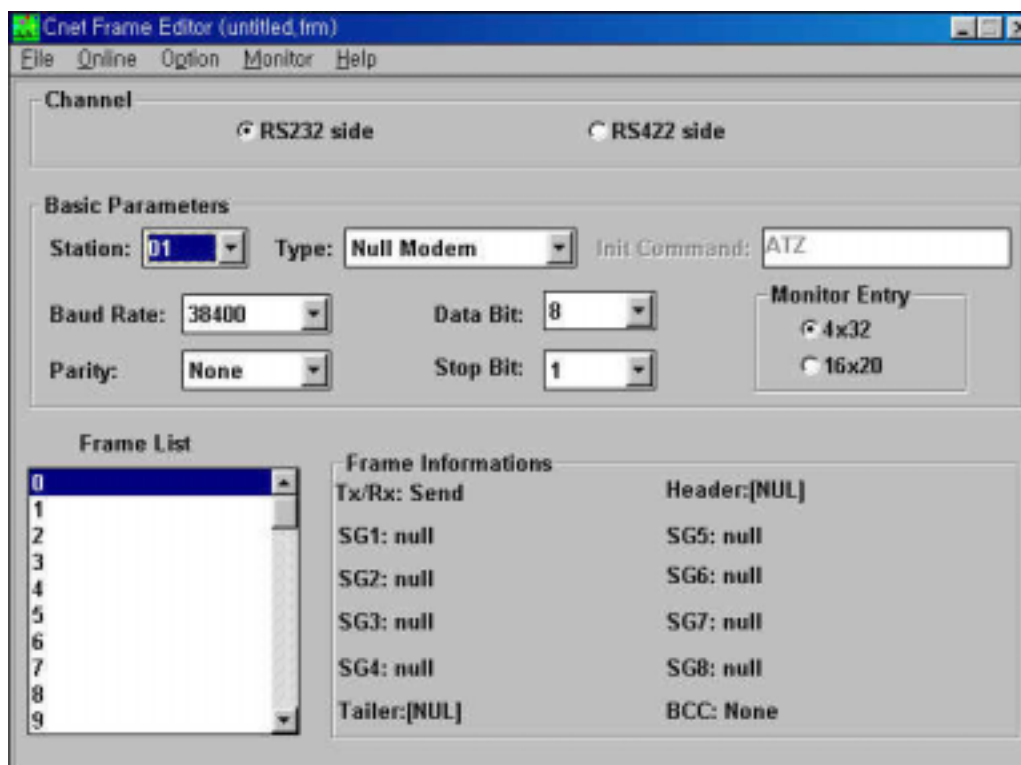 Cnet Frame Editor (untitled.frm)
File Online Option Monitor Help
Channel
RS232 side RS422 side
Basic Parameters
Station: 01 Type: Null Modem Init Command: ATZ
Baud Rate: 38400 Data Bit: 8 Monitor Entry
4x32
Parity: None Stop Bit: 1 16x20
Frame List Frame Informations
0
1
2
3
4
5
6
7
8
9
Tx/Rx: Send Header:[NUL]
SG1: null SG5: null
SG2: null SG6: null
SG3: null SG7: null
SG4: null SG8: null
Tailer:[NUL] BCC: None